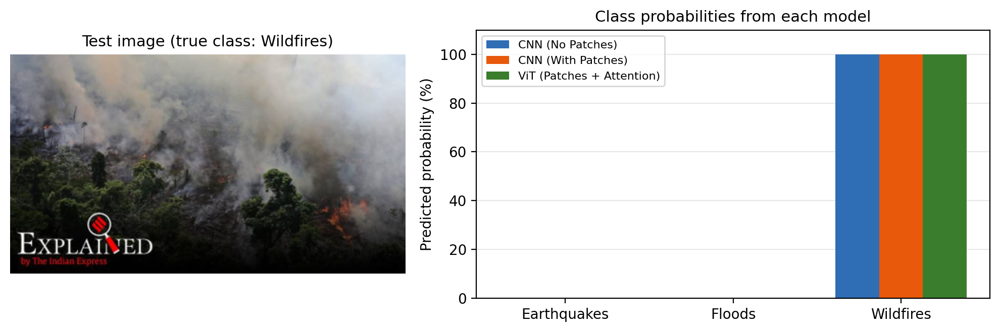 Test image (true class: Wildfires)
EXPLAINED
by The Indian Express
Class probabilities from each model
CNN (No Patches)
CNN (With Patches)
ViT (Patches + Attention)
Predicted probability (%)
100
80
60
40
20
0
Earthquakes
Floods
Wildfires